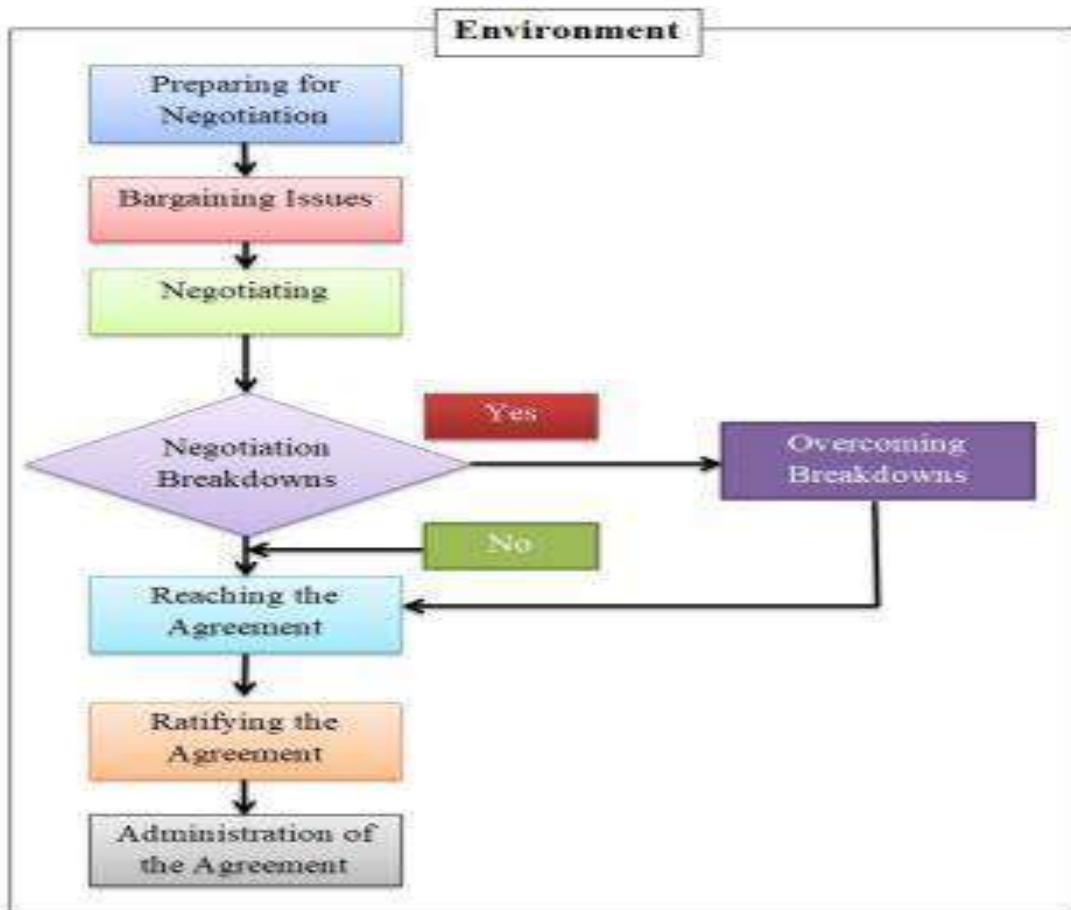 Environment
Preparing for
Negotiation
Bargaining Issues
Negotiating
Negotiation
Breakdowns
Yes
Overcoming
Breakdowns
No
Reaching the
Agreement
Ratifying the
Agreement
Administration of
the Agreement